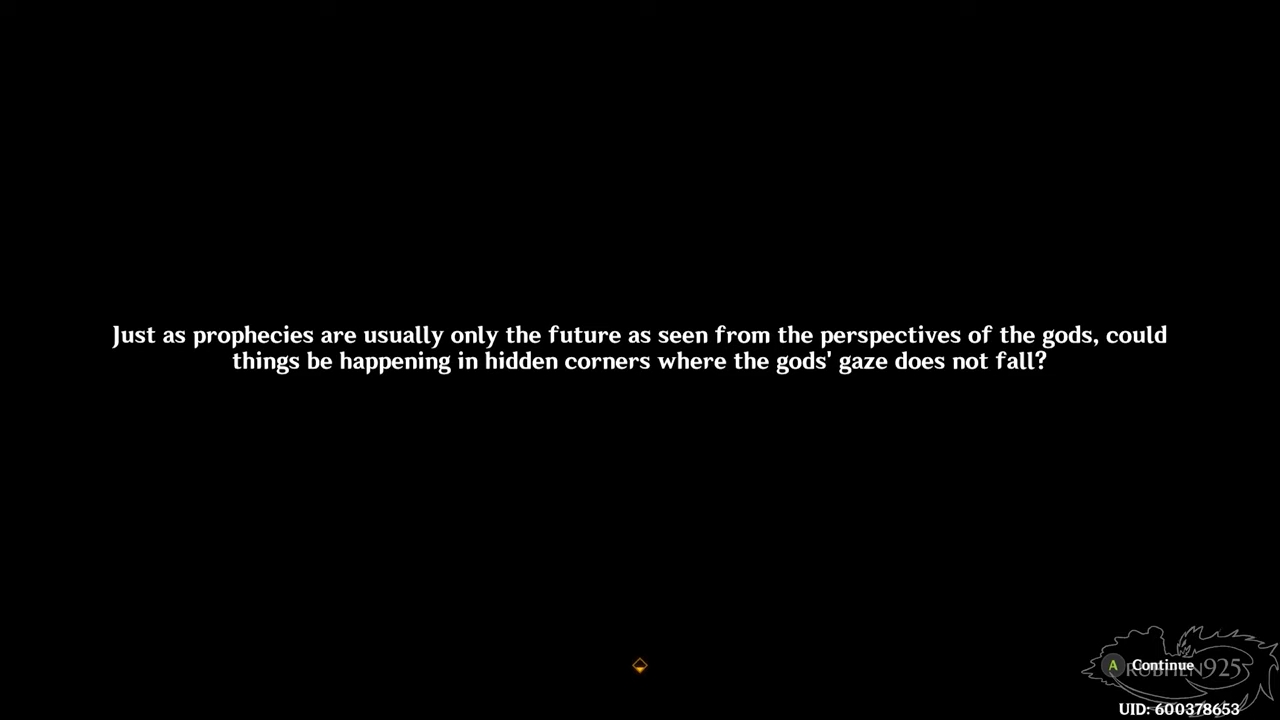 Just as prophecies are usually only the future as seen from the perspectives of the gods, could
things be happening in hidden corners where the gods' gaze does not fall?
A Continue
RUBHEN925
UID: 600378653